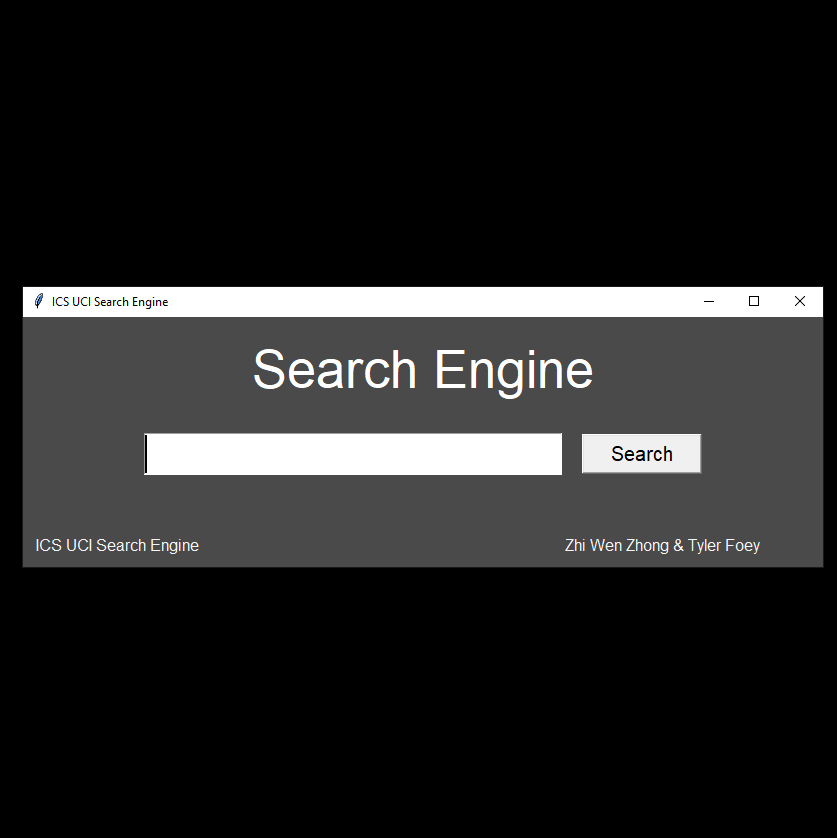 ICS UCI Search Engine
Search Engine
Search
ICS UCI Search Engine
Zhi Wen Zhong & Tyler Foey